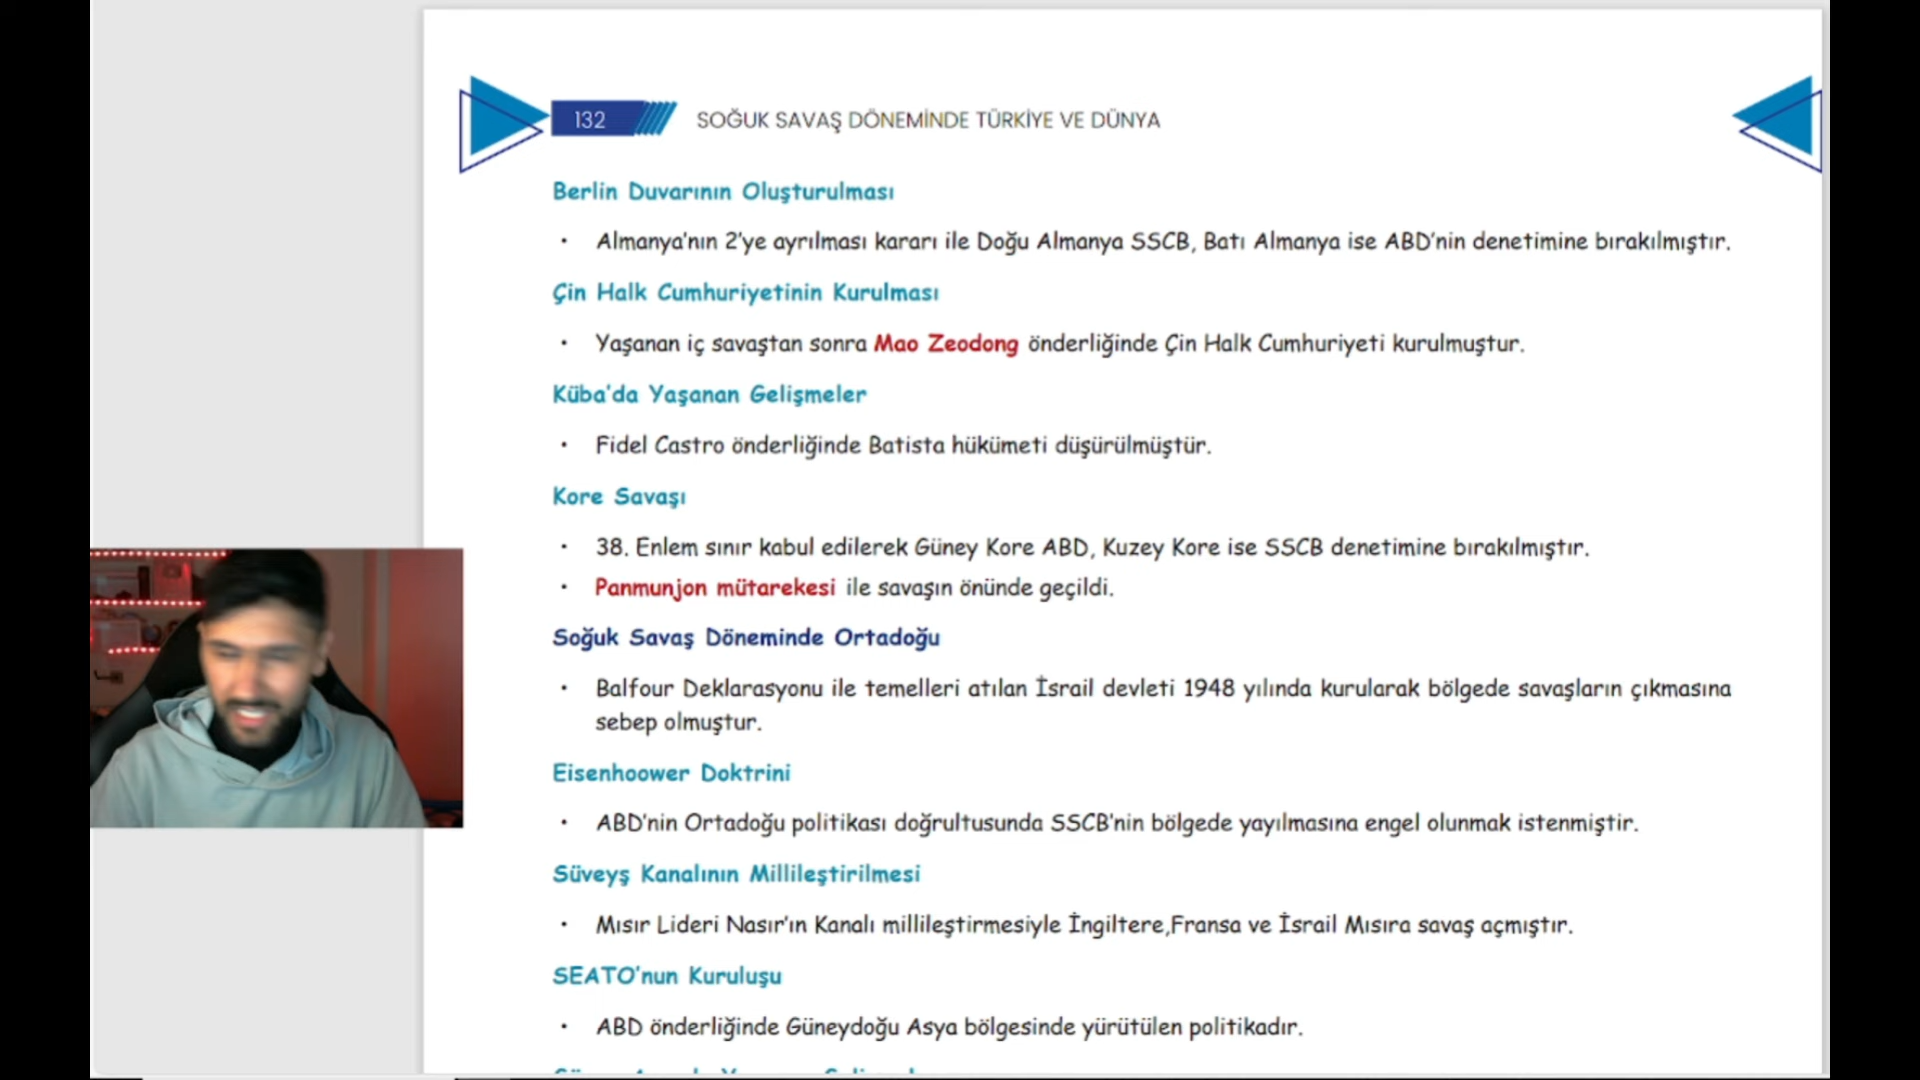 132 SOĞUK SAVAŞ DÖNEMİNDE TÜRKİYE VE DÜNYA
Berlin Duvarının Oluşturulması
• Almanya'nın 2'ye ayrılması kararı ile Doğu Almanya SSCB, Batı Almanya ise ABD'nin denetimine bırakılmıştır.
Çin Halk Cumhuriyetinin Kurulması
• Yaşanan iç savaştan sonra Mao Zeodong önderliğinde Çin Halk Cumhuriyeti kurulmuştur.
Küba'da Yaşanan Gelişmeler
• Fidel Castro önderliğinde Batista hükümeti düşürülmüştür.
Kore Savaşı
• 38. Enlem sınır kabul edilerek Güney Kore ABD, Kuzey Kore ise SSCB denetimine bırakılmıştır.
• Panmunjon mütarekesi ile savaşın önünde geçildi.
Soğuk Savaş Döneminde Ortadoğu
• Balfour Deklarasyonu ile temelleri atılan İsrail devleti 1948 yılında kurularak bölgede savaşların çıkmasına
sebep olmuştur.
Eisenhoower Doktrini
• ABD'nin Ortadoğu politikası doğrultusunda SSCB'nin bölgede yayılmasına engel olunmak istenmiştir.
Süveyş Kanalının Millileştirilmesi
• Mısır Lideri Nasır'ın Kanalı millileştirmesiyle İngiltere,Fransa ve İsrail Mısıra savaş açmıştır.
SEATO'nun Kuruluşu
• ABD önderliğinde Güneydoğu Asya bölgesinde yürütülen politikadır.